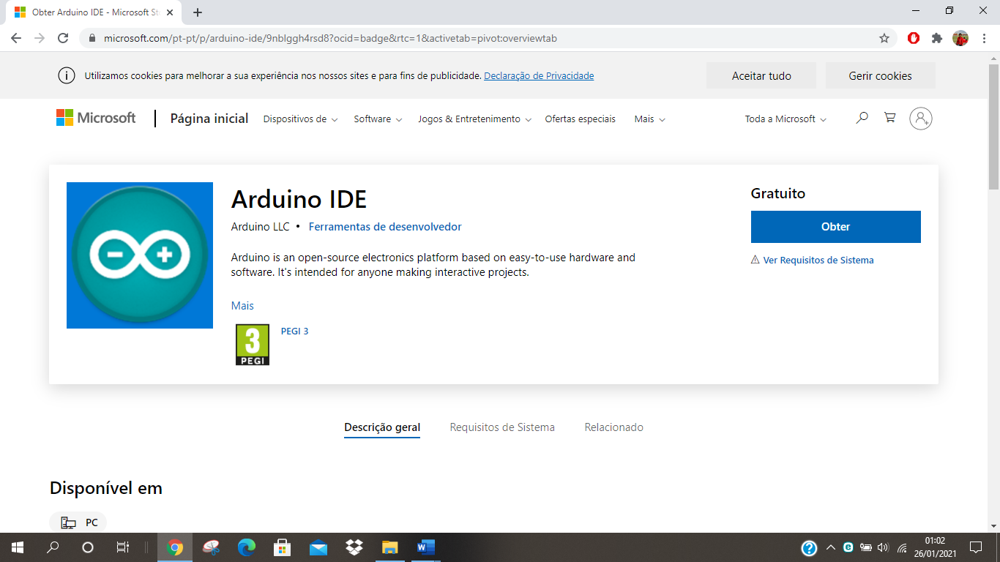 Obter Arduino IDE - Microsoft St
microsoft.com/pt-pt/p/arduino-ide/9nblggh4rsd8?ocid=badge&rtc=1&activetab=pivot:overviewtab
Utilizamos cookies para melhorar a sua experiência nos nossos sites e para fins de publicidade. Declaração de Privacidade
Aceitar tudo
Gerir cookies
Microsoft
Página inicial
Dispositivos de
Software
Jogos & Entretenimento
Ofertas especiais
Mais
Toda a Microsoft
Arduino IDE
Arduino LLC • Ferramentas de desenvolvedor
Arduino is an open-source electronics platform based on easy-to-use hardware and
software. It's intended for anyone making interactive projects.
Mais
3
PEGI
PEGI 3
Gratuito
Obter
Ver Requisitos de Sistema
Descrição geral
Requisitos de Sistema
Relacionado
Disponível em
PC
01:02
26/01/2021